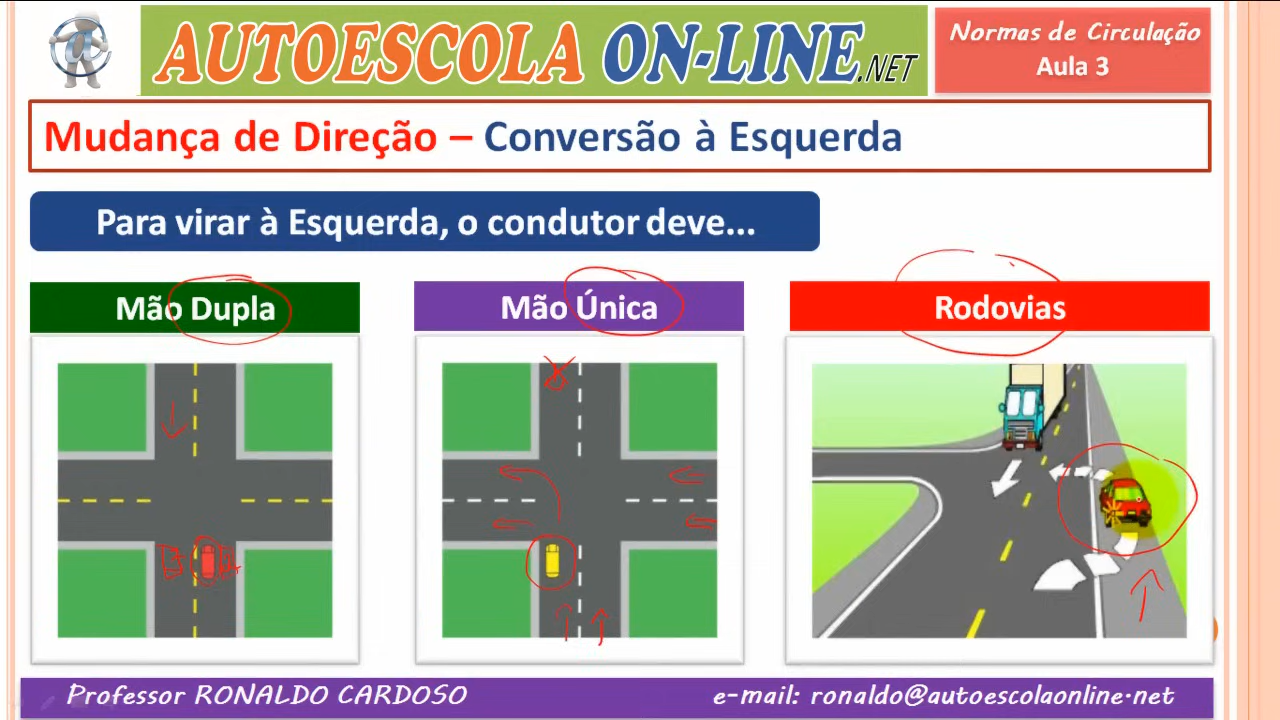 AUTOESCOLA ON-LINE.NET
Normas de Circulação
Aula 3
Mudança de Direção – Conversão à Esquerda
Para virar à Esquerda, o condutor deve...
Mão Dupla
Mão Única
Rodovias
Professor RONALDO CARDOSO
e-mail: ronaldo@autoescolaonline.net